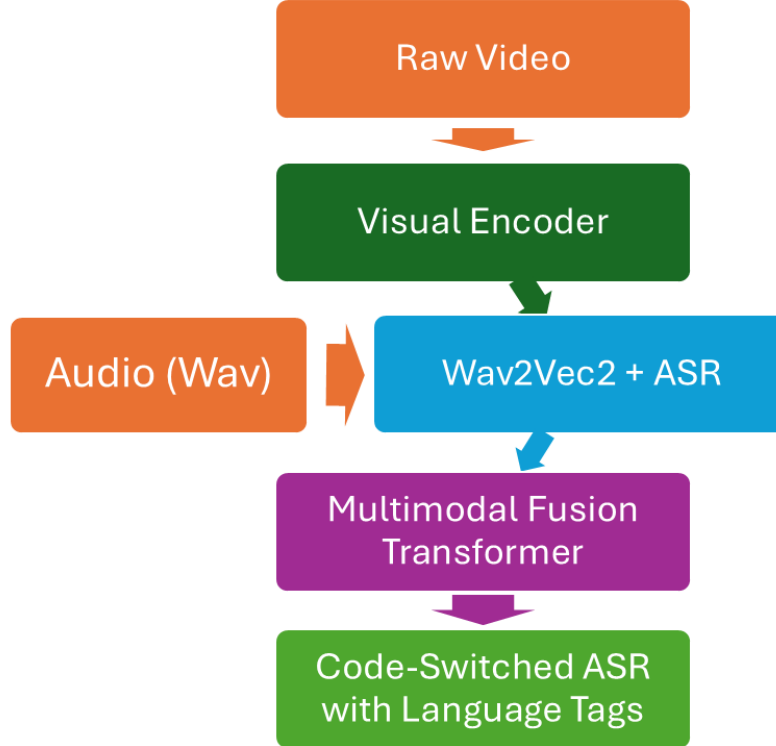 Raw Video
Visual Encoder
Audio (Wav)
Wav2Vec2 + ASR
Multimodal Fusion
Transformer
Code-Switched ASR
with Language Tags